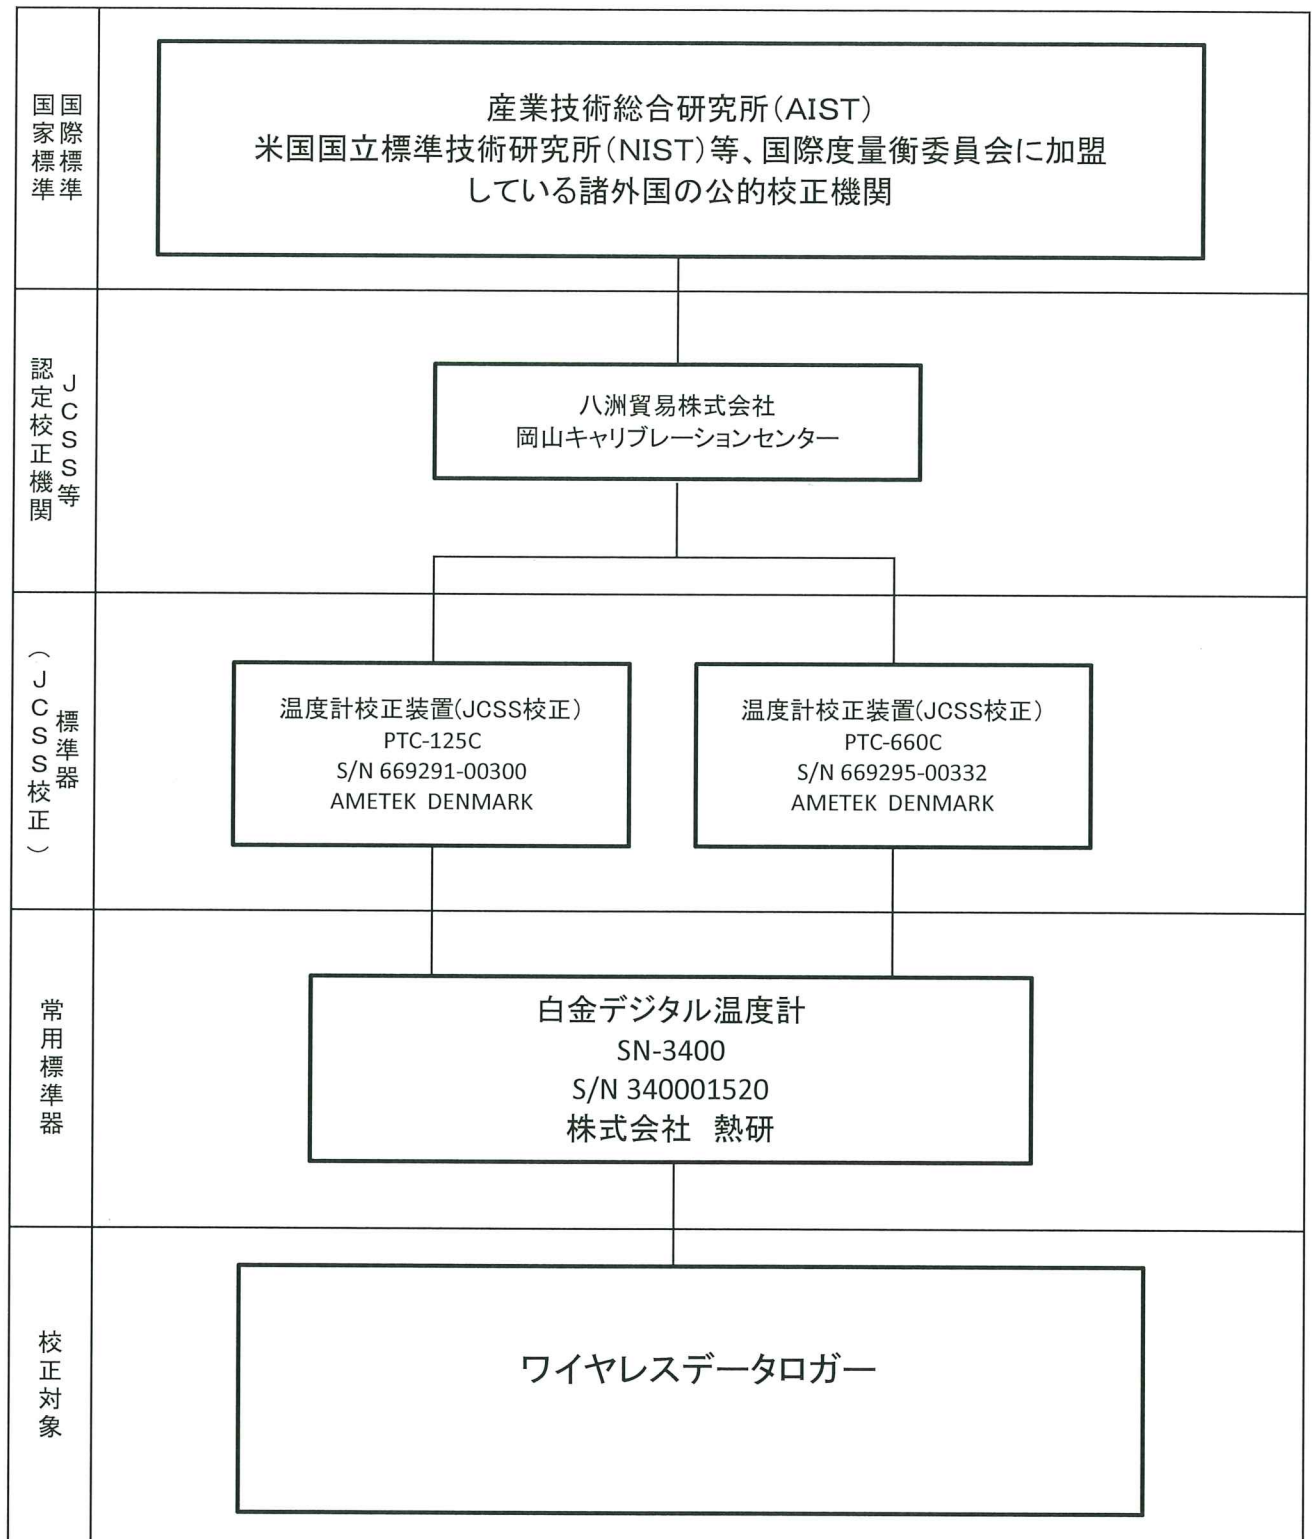 国際標準
国家標準
産業技術総合研究所(AIST)
米国国立標準技術研究所(NIST)等、国際度量衡委員会に加盟
している諸外国の公的校正機関
JCSS等
認定校正機関
八洲貿易株式会社
岡山キャリブレーションセンター
標準器
(JCSS校正)
温度計校正装置(JCSS校正)
PTC-125C
S/N 669291-00300
AMETEK DENMARK
温度計校正装置(JCSS校正)
PTC-660C
S/N 669295-00332
AMETEK DENMARK
常用標準器
白金デジタル温度計
SN-3400
S/N 340001520
株式会社 熱研
校正対象
ワイヤレスデータロガー